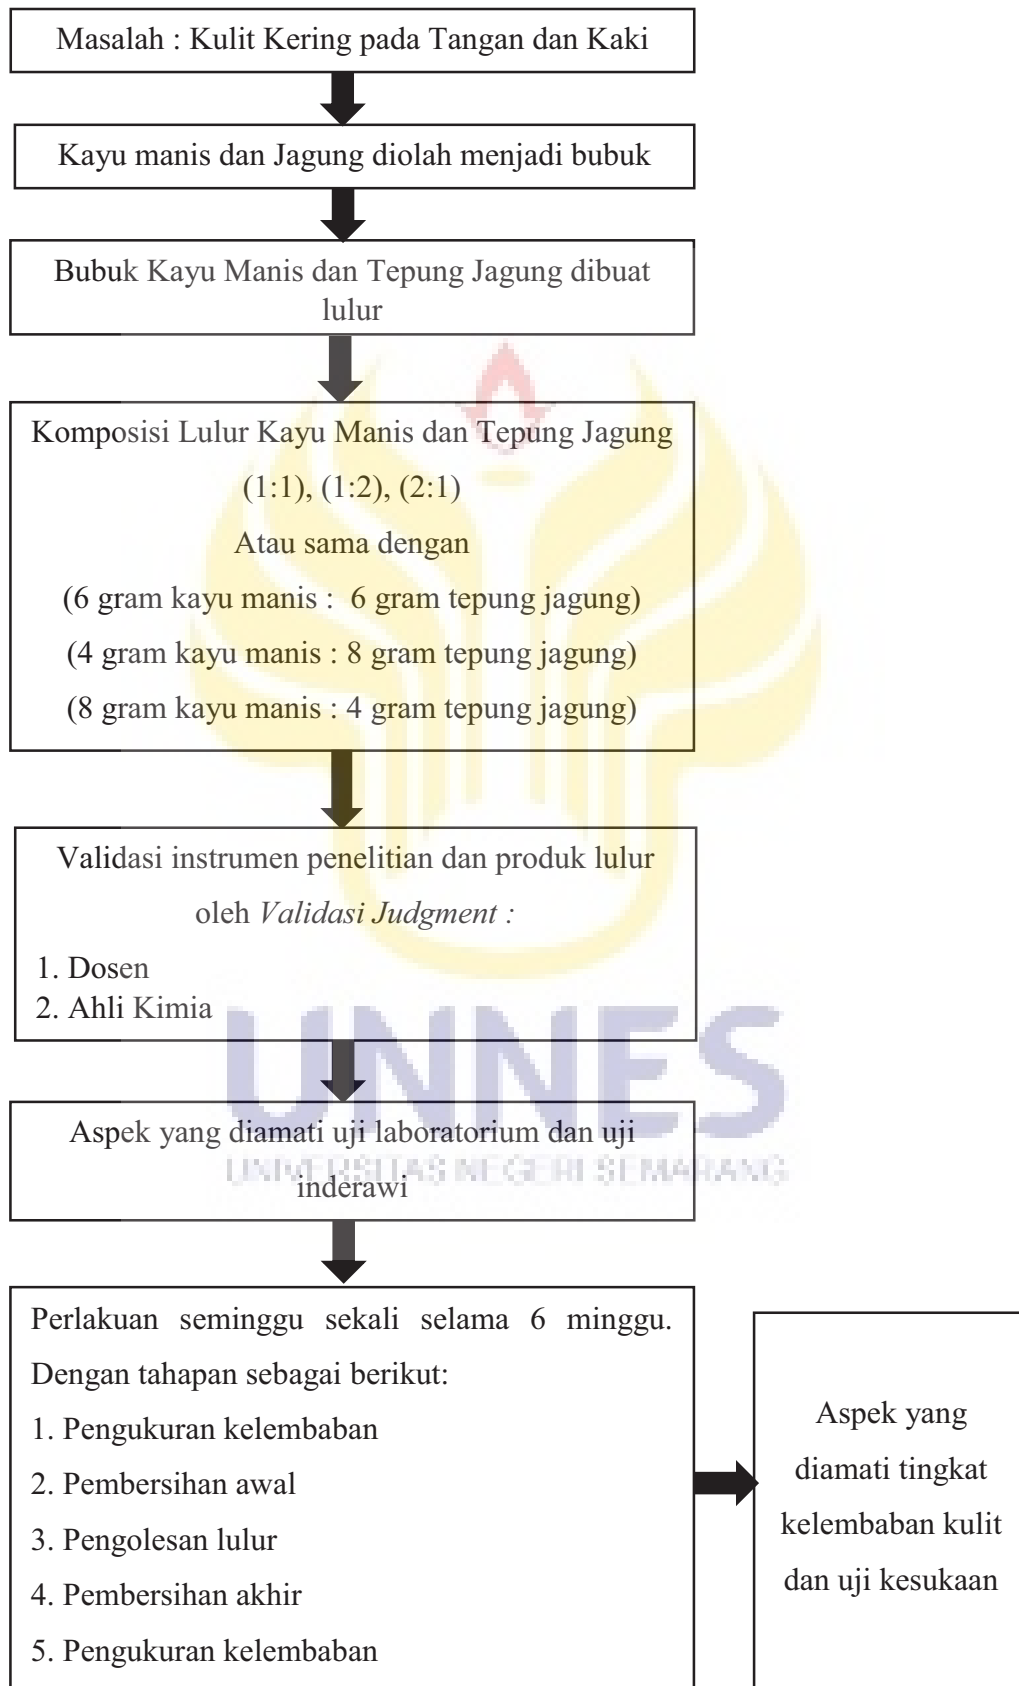 Masalah : Kulit Kering pada Tangan dan Kaki
Kayu manis dan Jagung diolah menjadi bubuk
Bubuk Kayu Manis dan Tepung Jagung dibuat
lulur
Komposisi Lulur Kayu Manis dan Tepung Jagung
(1:1), (1:2), (2:1)
Atau sama dengan
(6 gram kayu manis :  6 gram tepung jagung)
(4 gram kayu manis : 8 gram tepung jagung)
(8 gram kayu manis : 4 gram tepung jagung)
Validasi instrumen penelitian dan produk lulur
oleh Validasi Judgment :
1. Dosen
2. Ahli Kimia
UNNES
Aspek yang diamati uji laboratorium dan uji
UNIVERSITAS NEGERI SEMARANG
inderawi
Perlakuan seminggu sekali selama 6 minggu.
Dengan tahapan sebagai berikut:
1. Pengukuran kelembaban
2. Pembersihan awal
3. Pengolesan lulur
4. Pembersihan akhir
5. Pengukuran kelembaban
Aspek yang
diamati tingkat
kelembaban kulit
dan uji kesukaan